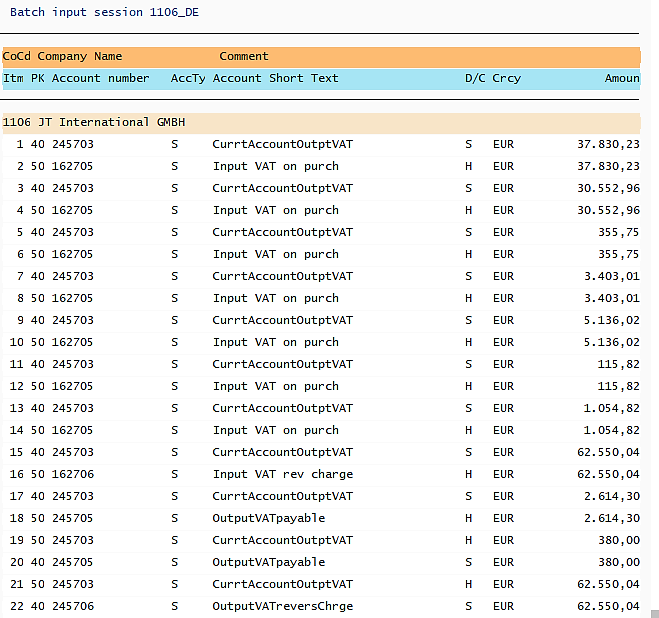 Batch input session 1106_DE
CoCd Company Name Comment
Itm PK Account number AccTy Account Short Text D/C Crcy Amoun
1106 JT International GMBH
1 40 245703 S CurrtAccountOutptVAT S EUR 37.830,23
2 50 162705 S Input VAT on purch H EUR 37.830,23
3 40 245703 S CurrtAccountOutptVAT S EUR 30.552,96
4 50 162705 S Input VAT on purch H EUR 30.552,96
5 40 245703 S CurrtAccountOutptVAT S EUR 355,75
6 50 162705 S Input VAT on purch H EUR 355,75
7 40 245703 S CurrtAccountOutptVAT S EUR 3.403,01
8 50 162705 S Input VAT on purch H EUR 3.403,01
9 40 245703 S CurrtAccountOutptVAT S EUR 5.136,02
10 50 162705 S Input VAT on purch H EUR 5.136,02
11 40 245703 S CurrtAccountOutptVAT S EUR 115,82
12 50 162705 S Input VAT on purch H EUR 115,82
13 40 245703 S CurrtAccountOutptVAT S EUR 1.054,82
14 50 162705 S Input VAT on purch H EUR 1.054,82
15 40 245703 S CurrtAccountOutptVAT S EUR 62.550,04
16 50 162706 S Input VAT rev charge H EUR 62.550,04
17 40 245703 S CurrtAccountOutptVAT S EUR 2.614,30
18 50 245705 S OutputVATpayable H EUR 2.614,30
19 50 245703 S CurrtAccountOutptVAT H EUR 380,00
20 40 245705 S OutputVATpayable S EUR 380,00
21 50 245703 S CurrtAccountOutptVAT H EUR 62.550,04
22 40 245706 S OutputVATreversChrge S EUR 62.550,04